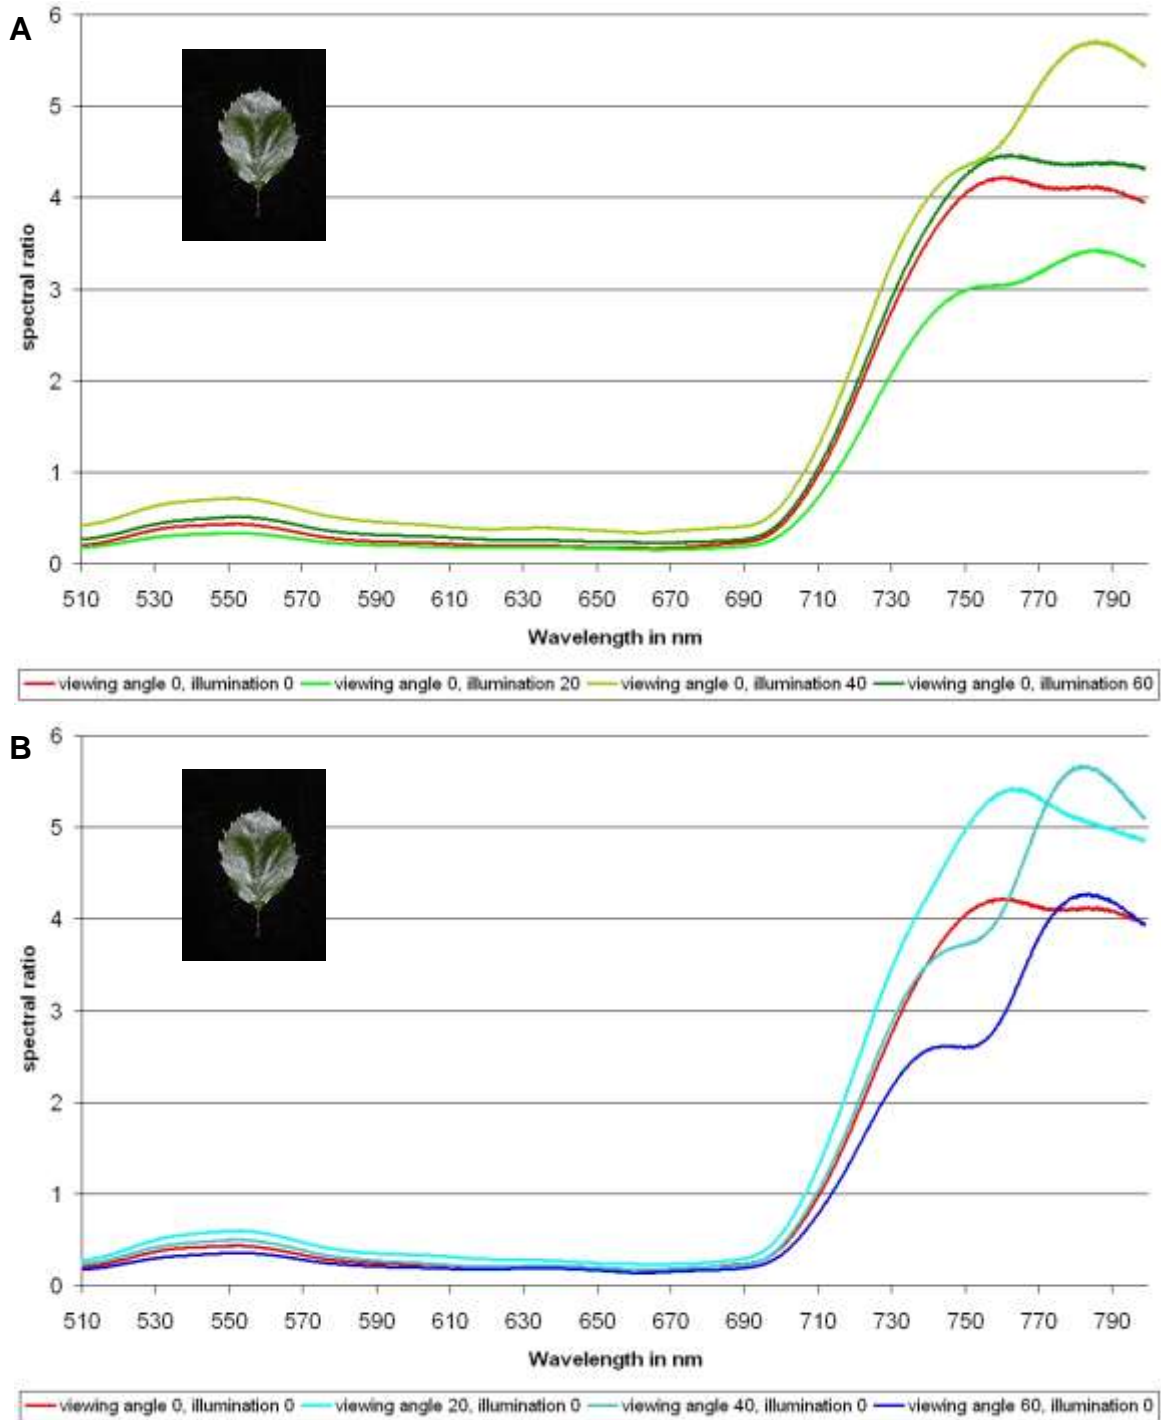 A
6
5
4
3
2
1
0
spectral ratio
510 530 550 570 590 610 630 650 670 690 710 730 750 770 790
Wavelength in nm
viewing angle 0, illumination 0 viewing angle 0, illumination 20 viewing angle 0, illumination 40 viewing angle 0, illumination 60
B
6
5
4
3
2
1
0
spectral ratio
510 530 550 570 590 610 630 650 670 690 710 730 750 770 790
Wavelength in nm
viewing angle 0, illumination 0 viewing angle 20, illumination 0 viewing angle 40, illumination 0 viewing angle 60, illumination 0